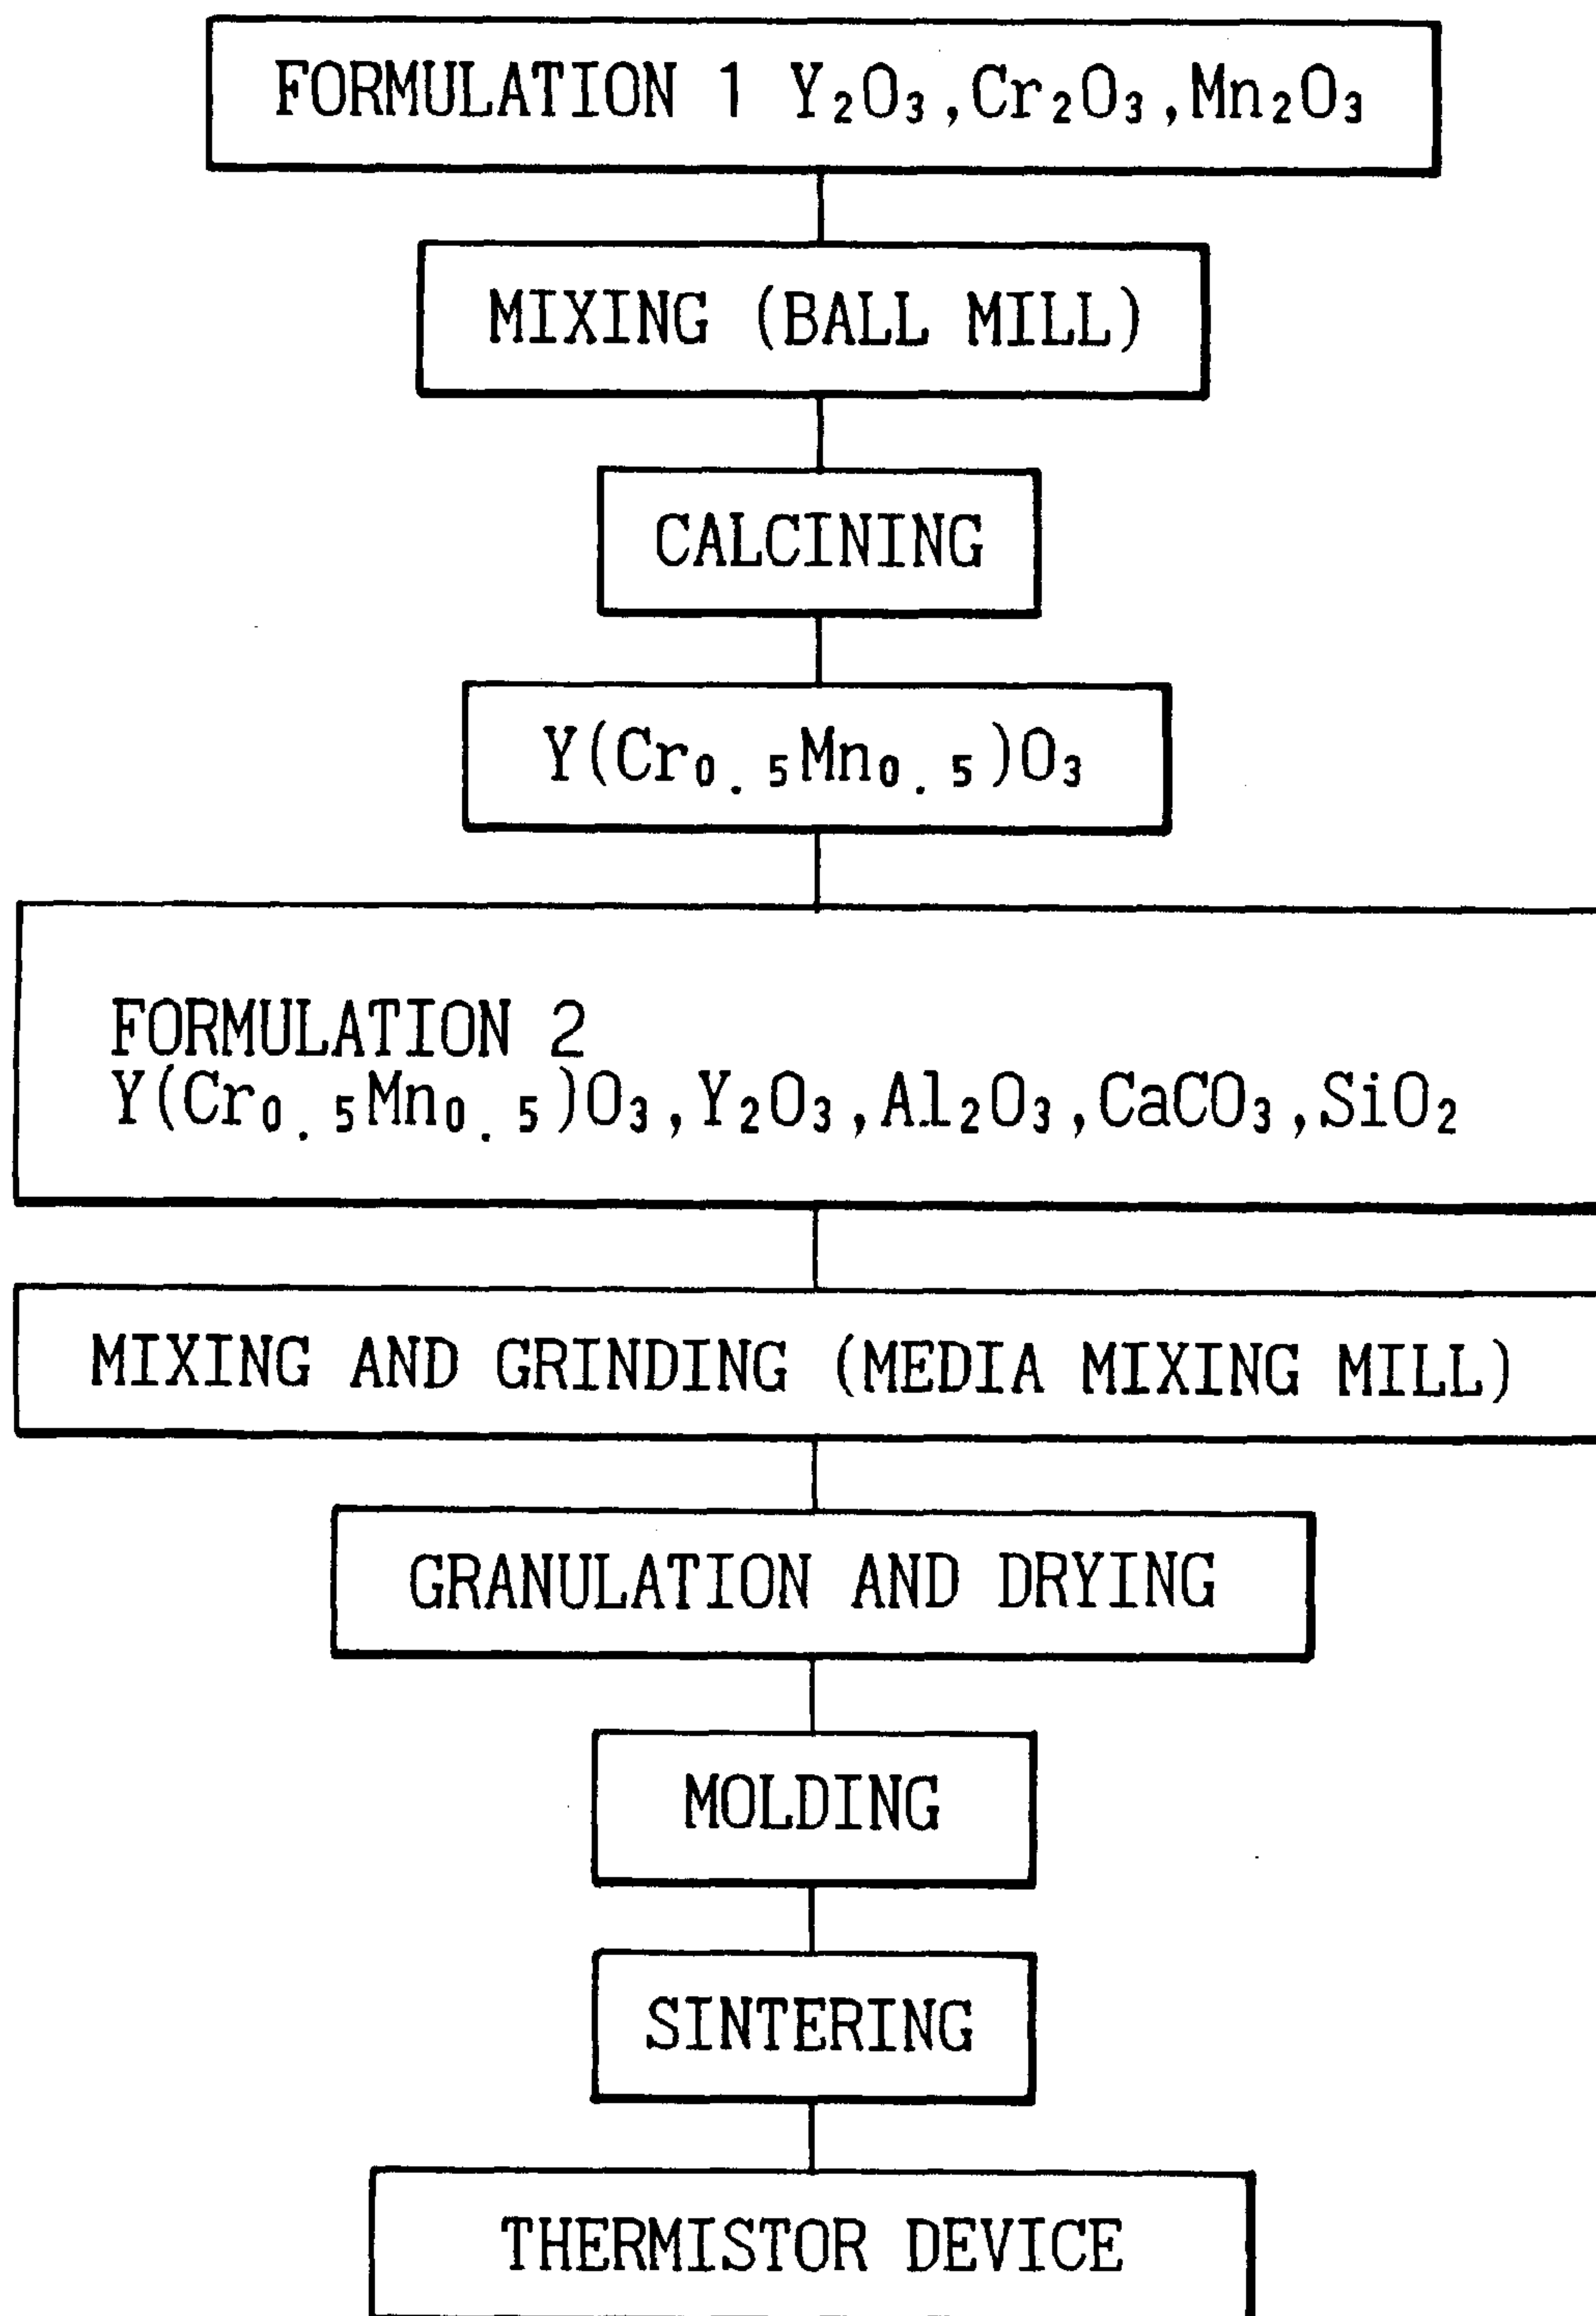 FORMULATION 1 Y₂O₃,Cr₂O₃,Mn₂O₃
MIXING (BALL MILL)
CALCINING
Y(Cr₀.₅Mn₀.₅)O₃
FORMULATION 2
Y(Cr₀.₅Mn₀.₅)O₃,Y₂O₃,Al₂O₃,CaCO₃,SiO₂
MIXING AND GRINDING (MEDIA MIXING MILL)
GRANULATION AND DRYING
MOLDING
SINTERING
THERMISTOR DEVICE